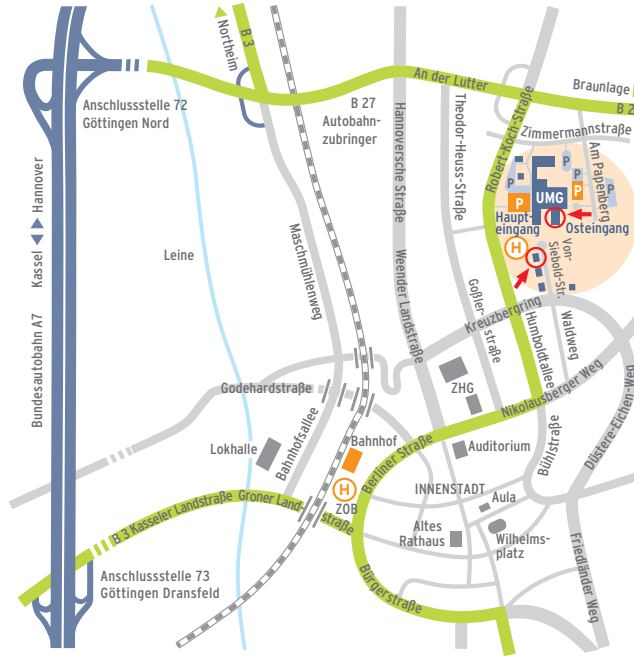 Northeim
B 3
An der Lutter
Braunlage
B 2
Anschlussstelle 72
Göttingen Nord
B 27
Autobahn-
zubringer
Hannoversche Straße
Theodor-Heuss-Straße
Robert-Koch-Straße
Zimmermannstraße
Am Papenberg
P
P
P
P
P
P
UMG
Haupt-
eingang
Osteingang
H
Von-
Siebold-Str.
Kassel
Hannover
Bundesautobahn A7
Leine
Maschmühlenweg
Weender Landstraße
Goßler-
straße
Kreuzbergring
Humboldtallee
Waldweg
Godehardstraße
ZHG
Nikolausberger Weg
Düstere-Eichen-Weg
Lokhalle
Bahnhofsallee
Bahnhof
H
ZOB
Berliner Straße
Auditorium
Bühlstraße
INNENSTADT
Aula
B 3 Kasseler Landstraße
Groner Land-
straße
Altes
Rathaus
Wilhelms-
platz
Anschlussstelle 73
Göttingen Dransfeld
Bürgerstraße
Friedländer Weg